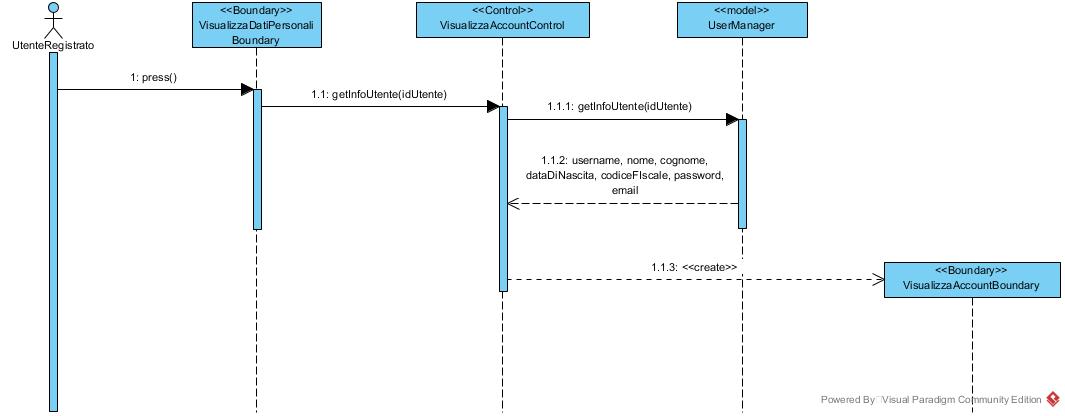 <<Boundary>>
VisualizzaDatiPersonali
Boundary
<<Control>>
VisualizzaAccountControl
<<model>>
UserManager
UtenteRegistrato
1: press()
1.1: getInfoUtente(idUtente)
1.1.1: getInfoUtente(idUtente)
1.1.2: username, nome, cognome,
dataDiNascita, codiceFIscale, password,
email
1.1.3: <<create>>
<<Boundary>>
VisualizzaAccountBoundary
Powered By Visual Paradigm Community Edition